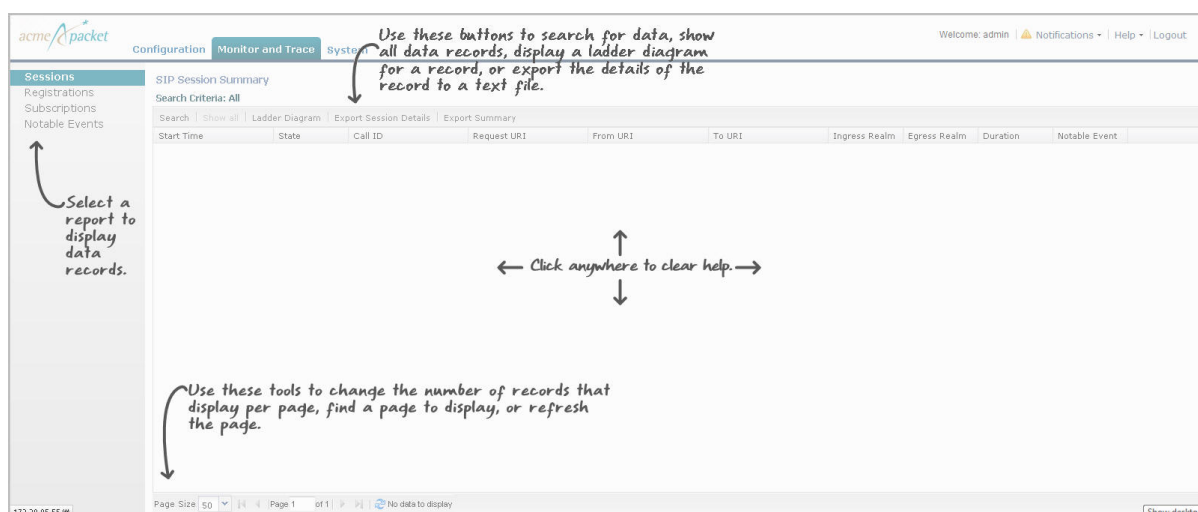 acme packet
Configuration Monitor and Trace System
Welcome: admin Notifications Help Logout
Use these buttons to search for data, show
all data records, display a ladder diagram
for a record, or export the details of the
record to a text file.
Sessions
Registrations
Subscriptions
Notable Events
SIP Session Summary
Search Criteria: All
Search Show all Ladder Diagram Export Session Details Export Summary
Start Time State Call ID Request URI From URI To URI Ingress Realm Egress Realm Duration Notable Event
Select a
report to
display
data
records.
Click anywhere to clear help.
Use these tools to change the number of records that
display per page, find a page to display, or refresh
the page.
Page Size 50 Page 1 of 1 No data to display
Show deskto